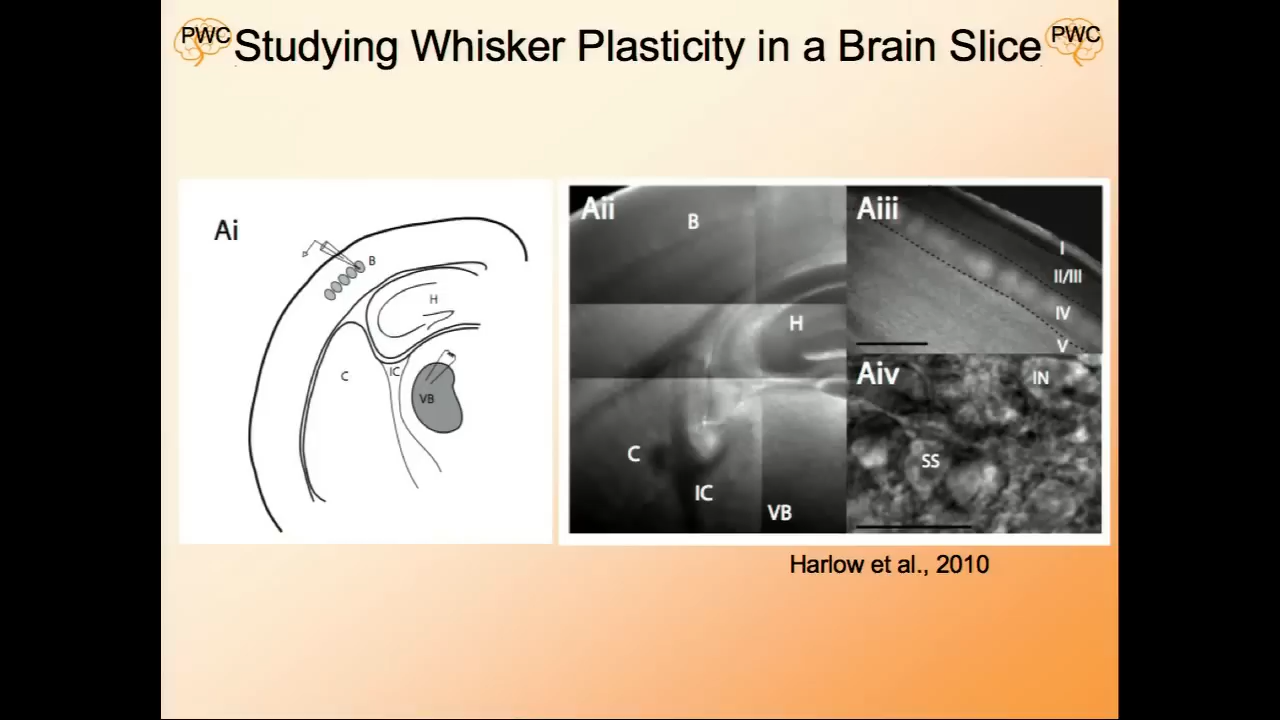 PWC Studying Whisker Plasticity in a Brain Slice PWC
Ai
B
H
C
IC
VB
Aii
B
H
C
IC
VB
Aiii
I
II/III
IV
V
Aiv
IN
SS
Harlow et al., 2010